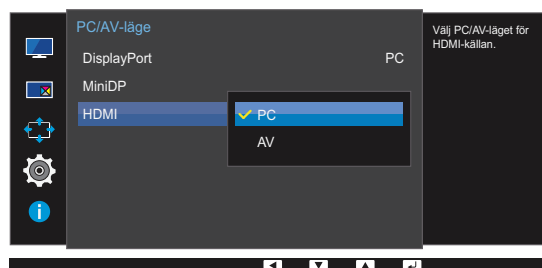 PC/AV-läge
DisplayPort PC
MiniDP
HDMI
PC
AV
Välj PC/AV-läget för
HDMI-källan.